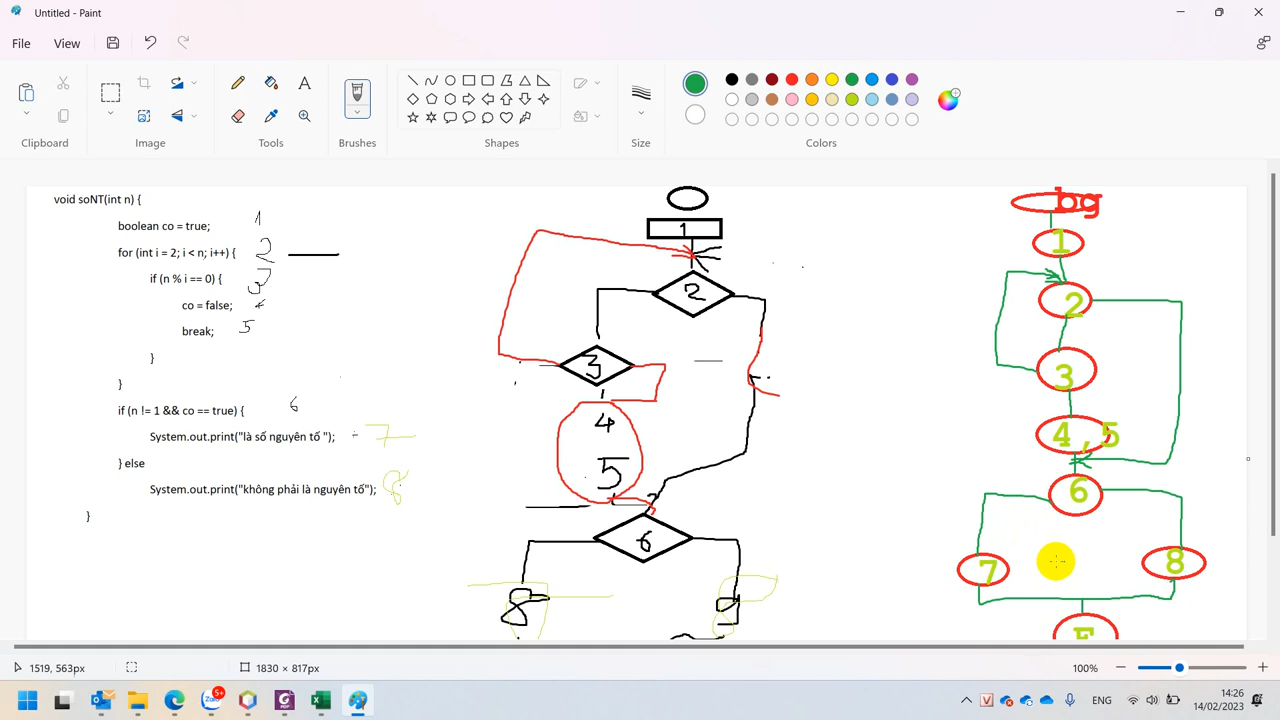 Untitled - Paint
File
View
Clipboard
Image
Tools
Brushes
Shapes
Size
Colors
void soNT(int n) {
boolean co = true; 1
for (int i = 2; i < n; i++) { 2
if (n % i == 0) { 3
co = false; 4
break; 5
}
}
if (n != 1 && co == true) { 6
System.out.print("là số nguyên tố "); 7
} else
System.out.print("không phải là nguyên tố"); 8
}
1
2
3
4
5
6
8
bg
1
2
3
4,5
6
7
8
1519, 563px
1830 × 817px
100%
5+
ENG
14:26
14/02/2023